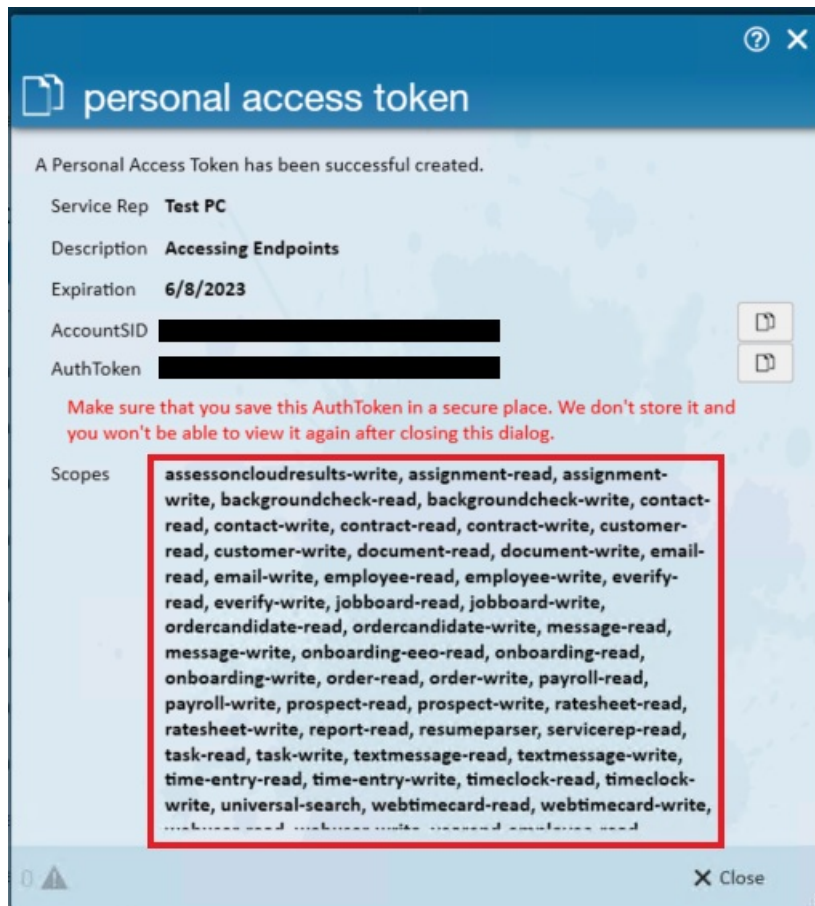 personal access token
A Personal Access Token has been successful created.
Service Rep Test PC
Description Accessing Endpoints
Expiration 6/8/2023
AccountSID
AuthToken
Make sure that you save this AuthToken in a secure place. We don't store it and
you won't be able to view it again after closing this dialog.
Scopes assessoncloudresults-write, assignment-read, assignment-
write, backgroundcheck-read, backgroundcheck-write, contact-
read, contact-write, contract-read, contract-write, customer-
read, customer-write, document-read, document-write, email-
read, email-write, employee-read, employee-write, everify-
read, everify-write, jobboard-read, jobboard-write,
ordercandidate-read, ordercandidate-write, message-read,
message-write, onboarding-eeo-read, onboarding-read,
onboarding-write, order-read, order-write, payroll-read,
payroll-write, prospect-read, prospect-write, ratesheet-read,
ratesheet-write, report-read, resumeparser, servicerep-read,
task-read, task-write, textmessage-read, textmessage-write,
time-entry-read, time-entry-write, timeclock-read, timeclock-
write, universal-search, webtimecard-read, webtimecard-write,
0
Close